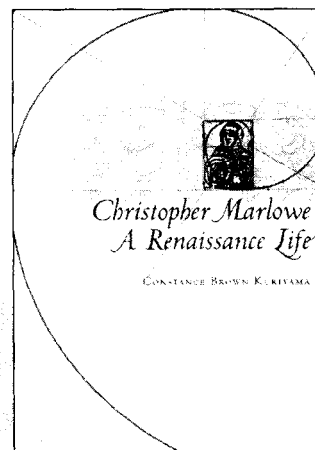 Christopher Marlowe
A Renaissance Life
CONSTANCE BROWN KURIYAMA